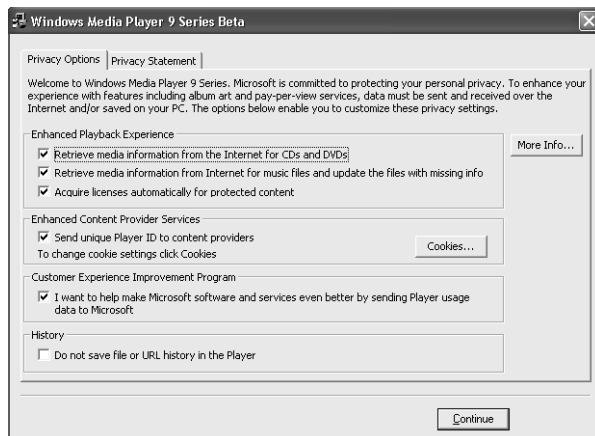 Windows Media Player 9 Series Beta
Privacy Options Privacy Statement
Welcome to Windows Media Player 9 Series. Microsoft is committed to protecting your personal privacy. To enhance your
experience with features including album art and pay-per-view services, data must be sent and received over the
Internet and/or saved on your PC. The options below enable you to customize these privacy settings.
Enhanced Playback Experience
Retrieve media information from the Internet for CDs and DVDs
More Info...
Retrieve media information from Internet for music files and update the files with missing info
Acquire licenses automatically for protected content
Enhanced Content Provider Services
Send unique Player ID to content providers
To change cookie settings click Cookies
Cookies...
Customer Experience Improvement Program
I want to help make Microsoft software and services even better by sending Player usage
data to Microsoft
History
Do not save file or URL history in the Player
Continue